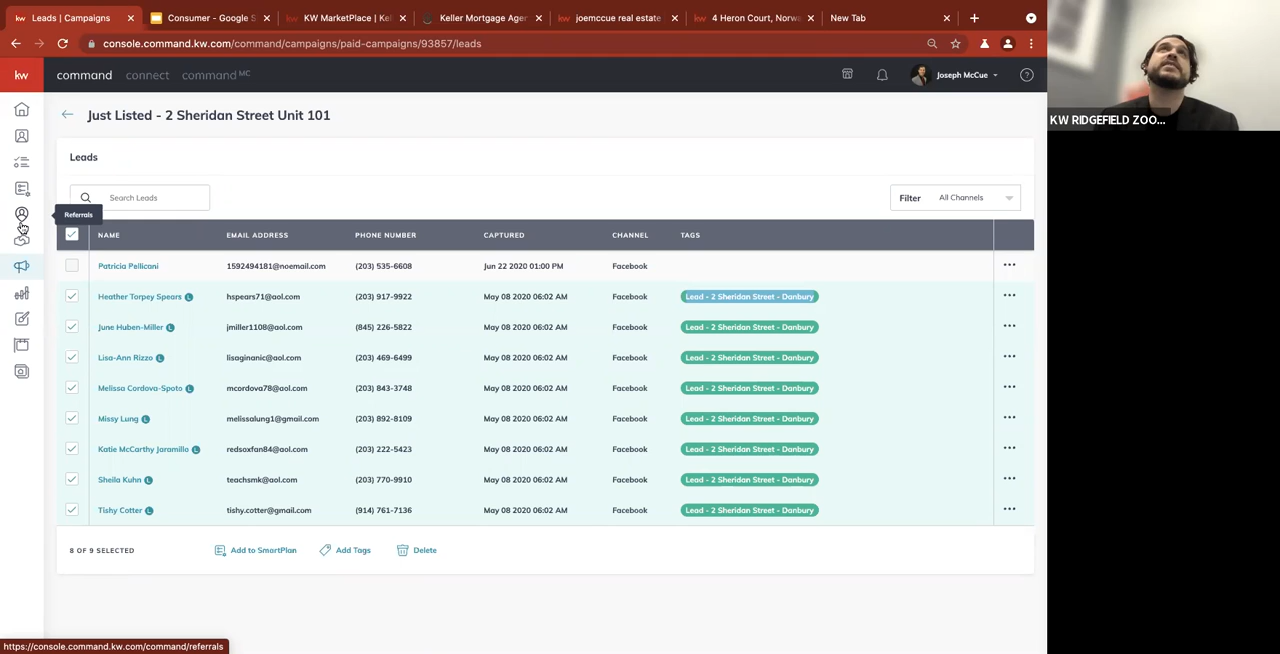 Leads | Campaigns
Consumer - Google S
KW MarketPlace | Kel
Keller Mortgage Agen
joemccue real estate
4 Heron Court, Norwa
New Tab
console.command.kw.com/command/campaigns/paid-campaigns/93857/leads
kw
command
connect
command MC
Joseph McCue
Just Listed - 2 Sheridan Street Unit 101
Leads
Search Leads
Filter All Channels
Referrals
NAME EMAIL ADDRESS PHONE NUMBER CAPTURED CHANNEL TAGS
Patricia Pellicani 1592494181@noemail.com (203) 535-6608 Jun 22 2020 01:00 PM Facebook
Heather Torpey Spears L hspears71@aol.com (203) 917-9922 May 08 2020 06:02 AM Facebook Lead - 2 Sheridan Street - Danbury
June Huben-Miller L jmiller1108@aol.com (845) 226-5822 May 08 2020 06:02 AM Facebook Lead - 2 Sheridan Street - Danbury
Lisa-Ann Rizzo L lisaginanic@aol.com (203) 469-6499 May 08 2020 06:02 AM Facebook Lead - 2 Sheridan Street - Danbury
Melissa Cordova-Spoto L mcordova78@aol.com (203) 843-3748 May 08 2020 06:02 AM Facebook Lead - 2 Sheridan Street - Danbury
Missy Lung L melissalung1@gmail.com (203) 892-8109 May 08 2020 06:02 AM Facebook Lead - 2 Sheridan Street - Danbury
Katie McCarthy Jaramillo L redsoxfan84@aol.com (203) 222-5423 May 08 2020 06:02 AM Facebook Lead - 2 Sheridan Street - Danbury
Sheila Kuhn L teachsmk@aol.com (203) 770-9910 May 08 2020 06:02 AM Facebook Lead - 2 Sheridan Street - Danbury
Tishy Cotter L tishy.cotter@gmail.com (914) 761-7136 May 08 2020 06:02 AM Facebook Lead - 2 Sheridan Street - Danbury
8 OF 9 SELECTED Add to SmartPlan Add Tags Delete
https://console.command.kw.com/command/referrals
KW RIDGEFIELD ZOO...